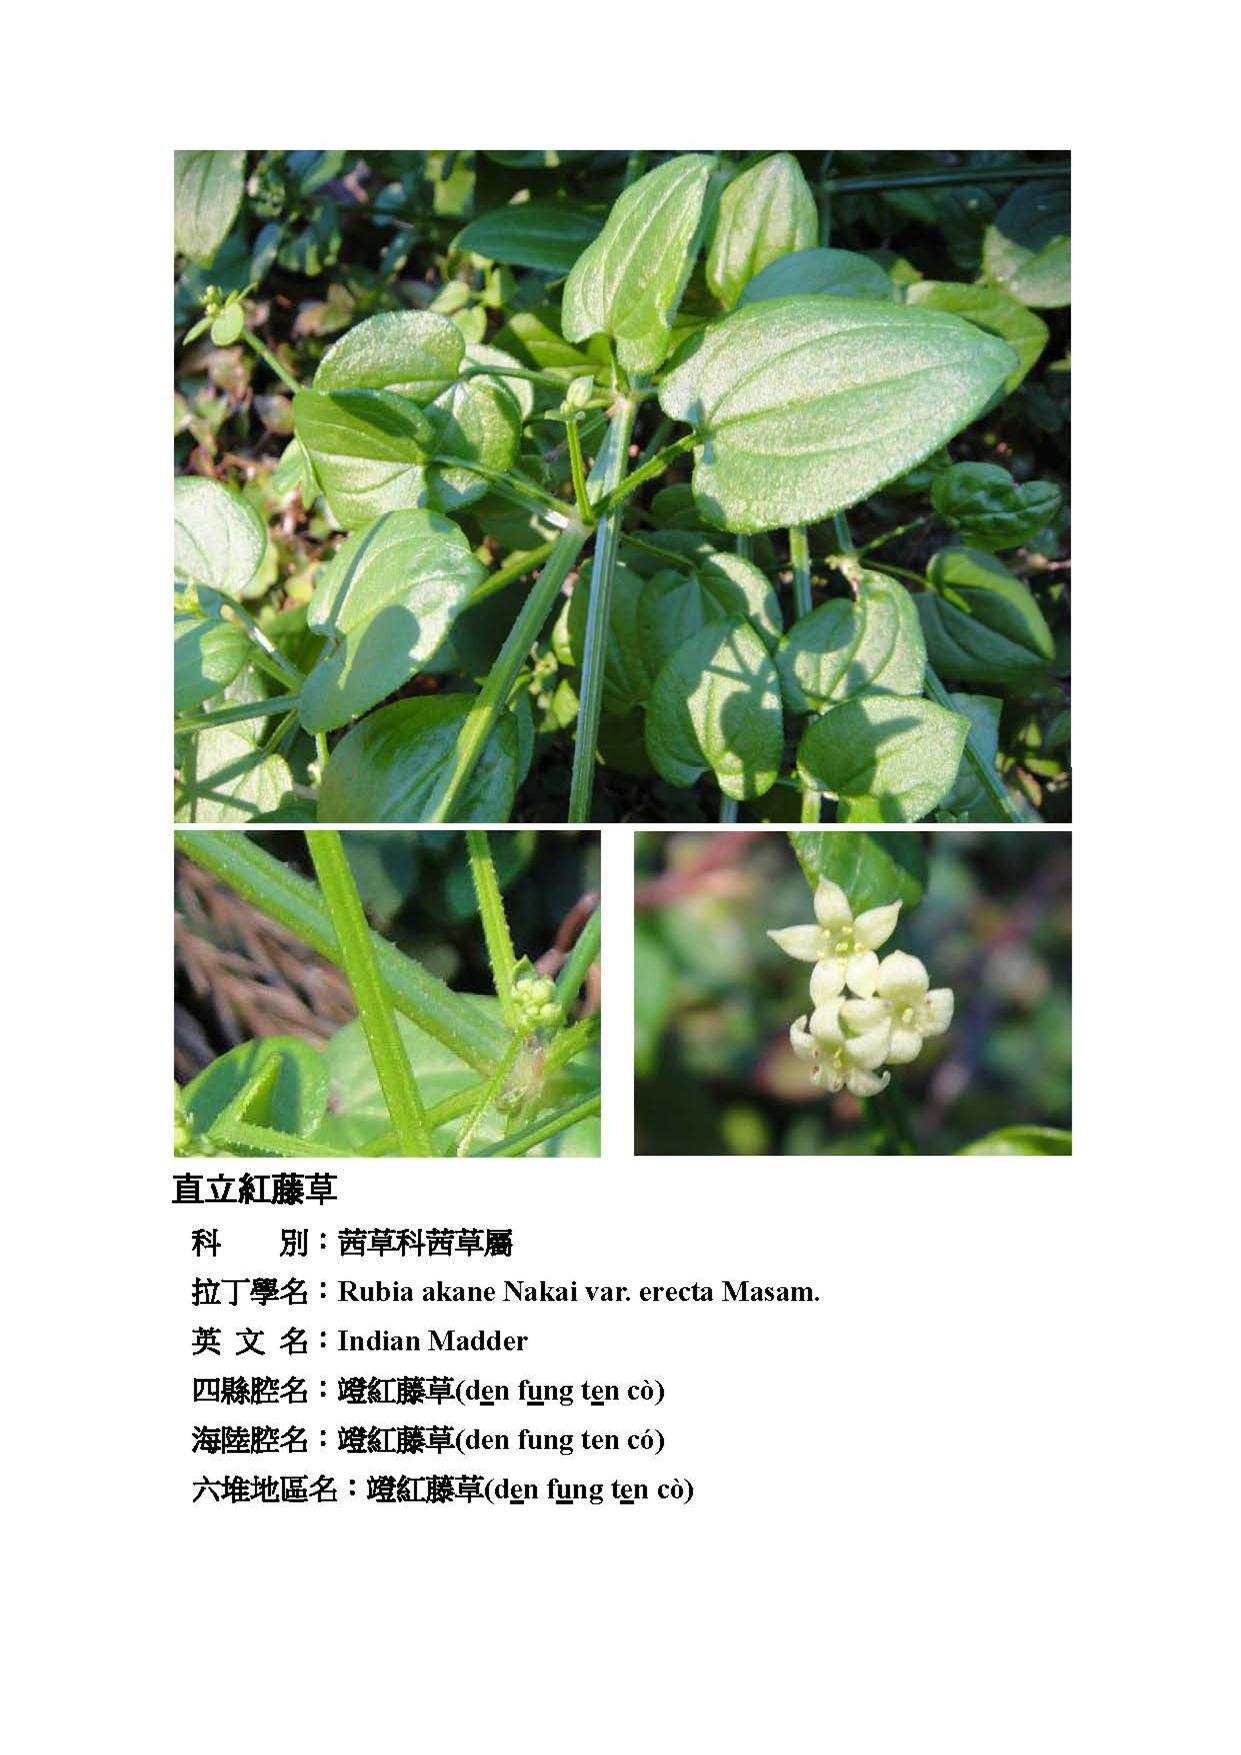 直立紅藤草
科　　別：茜草科茜草屬
拉丁學名：Rubia akane Nakai var. erecta Masam.
英 文 名：Indian Madder
四縣腔名：竳紅藤草(den fung ten cò)
海陸腔名：竳紅藤草(den fung ten có)
六堆地區名：竳紅藤草(den fung ten cò)